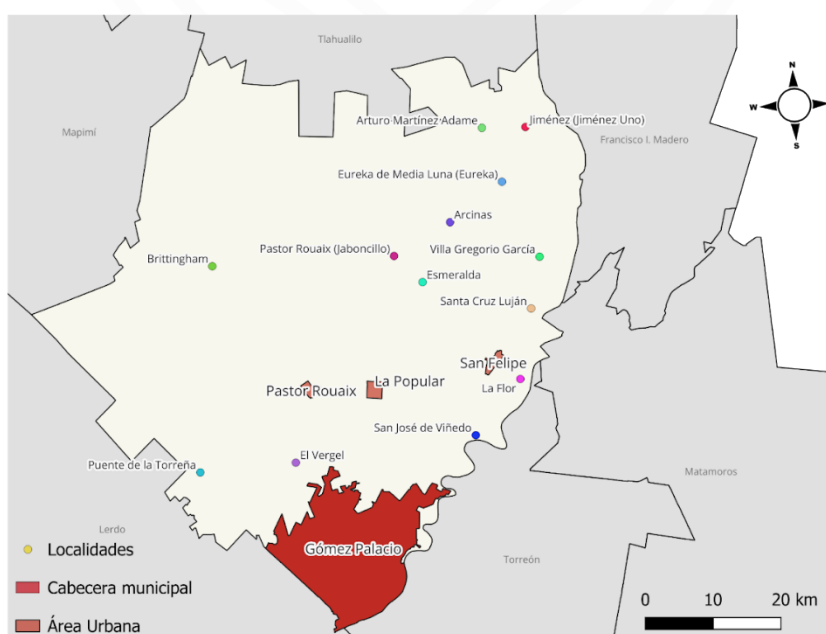 Tlahualilo
N
W
S
Arturo Martínez Adame
Jiménez (Jiménez Uno)
Mapimí
Francisco I. Madero
Eureka de Media Luna (Eureka)
Arcinas
Pastor Rouaix (Jaboncillo)
Villa Gregorio García
Brittingham
Esmeralda
Santa Cruz Luján
San Felipe
La Popular
Pastor Rouaix
La Flor
San José de Viñedo
El Vergel
Puente de la Torreña
Matamoros
Lerdo
Gómez Palacio
Torreón
Localidades
Cabecera municipal
Área Urbana
0 10 20 km